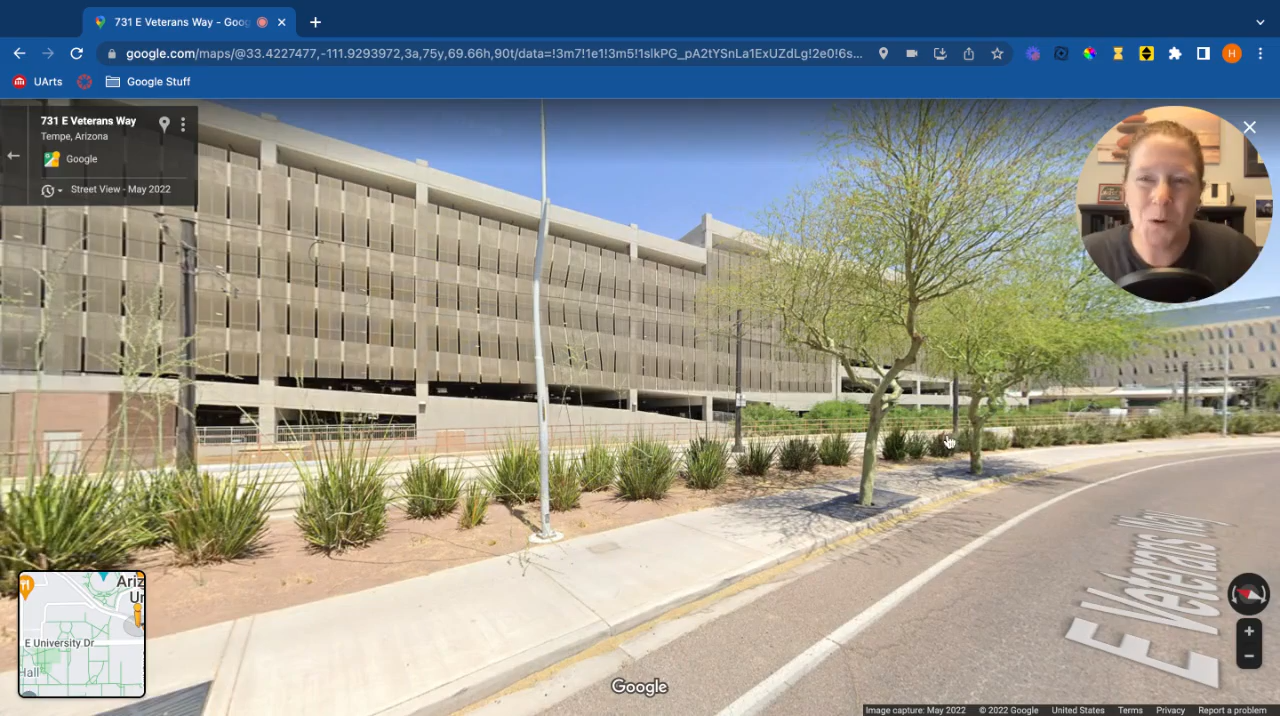 731 E Veterans Way - Goog
google.com/maps/@33.4227477,-111.9293972,3a,75y,69.66h,90t/data=!3m7!1e1!3m5!1slkPG_pA2tYSnLa1ExUZdLg!2e0!6s...
H
UArts
Google Stuff
731 E Veterans Way
Tempe, Arizona
Google
Street View - May 2022
E Veterans Way
Ariz
Un
E University Dr
Hall
Google
Image capture: May 2022 © 2022 Google United States Terms Privacy Report a problem